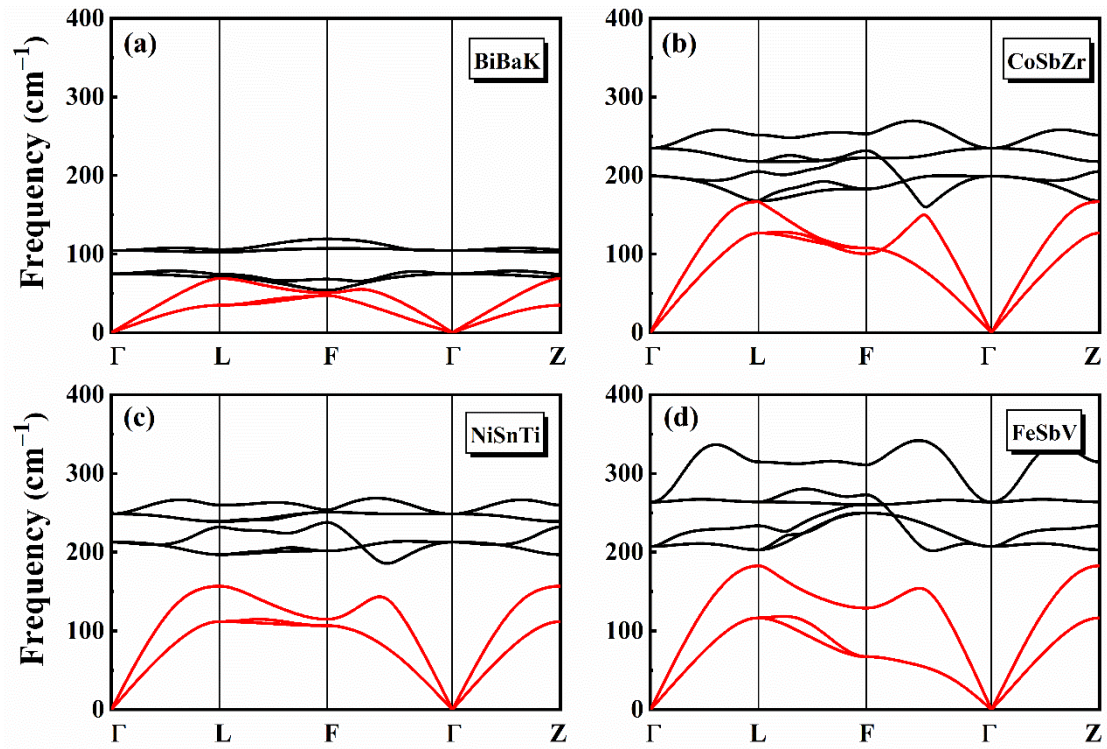 (a)
BiBaK
Frequency (cm⁻¹)
400
300
200
100
0
Γ L F Γ Z
(b)
CoSbZr
400
300
200
100
0
Γ L F Γ Z
(c)
NiSnTi
Frequency (cm⁻¹)
400
300
200
100
0
Γ L F Γ Z
(d)
FeSbV
400
300
200
100
0
Γ L F Γ Z